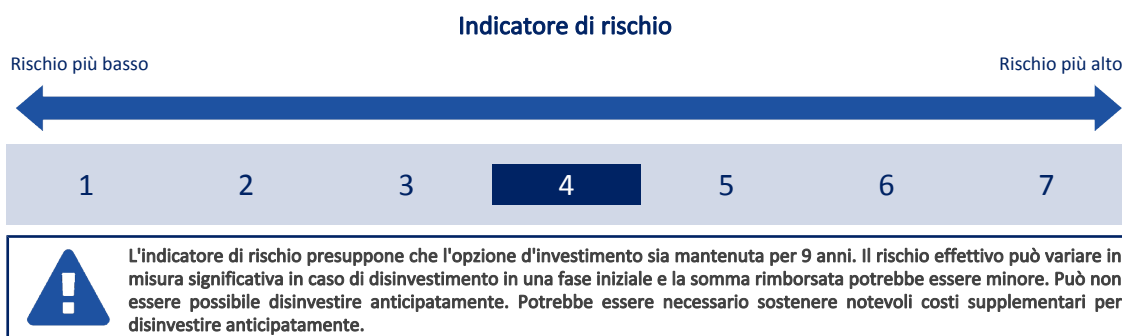 Indicatore di rischio
Rischio più basso
Rischio più alto
1 2 3 4 5 6 7
L'indicatore di rischio presuppone che l'opzione d'investimento sia mantenuta per 9 anni. Il rischio effettivo può variare in
misura significativa in caso di disinvestimento in una fase iniziale e la somma rimborsata potrebbe essere minore. Può non
essere possibile disinvestire anticipatamente. Potrebbe essere necessario sostenere notevoli costi supplementari per
disinvestire anticipatamente.